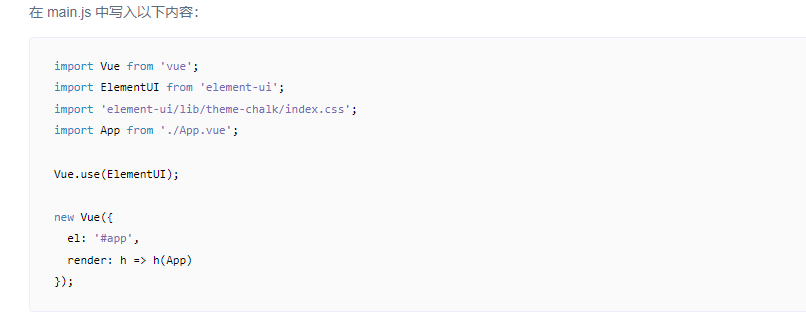 在 main.js 中写入以下内容：
import Vue from 'vue';
import ElementUI from 'element-ui';
import 'element-ui/lib/theme-chalk/index.css';
import App from './App.vue';
Vue.use(ElementUI);
new Vue({
  el: '#app',
  render: h => h(App)
});